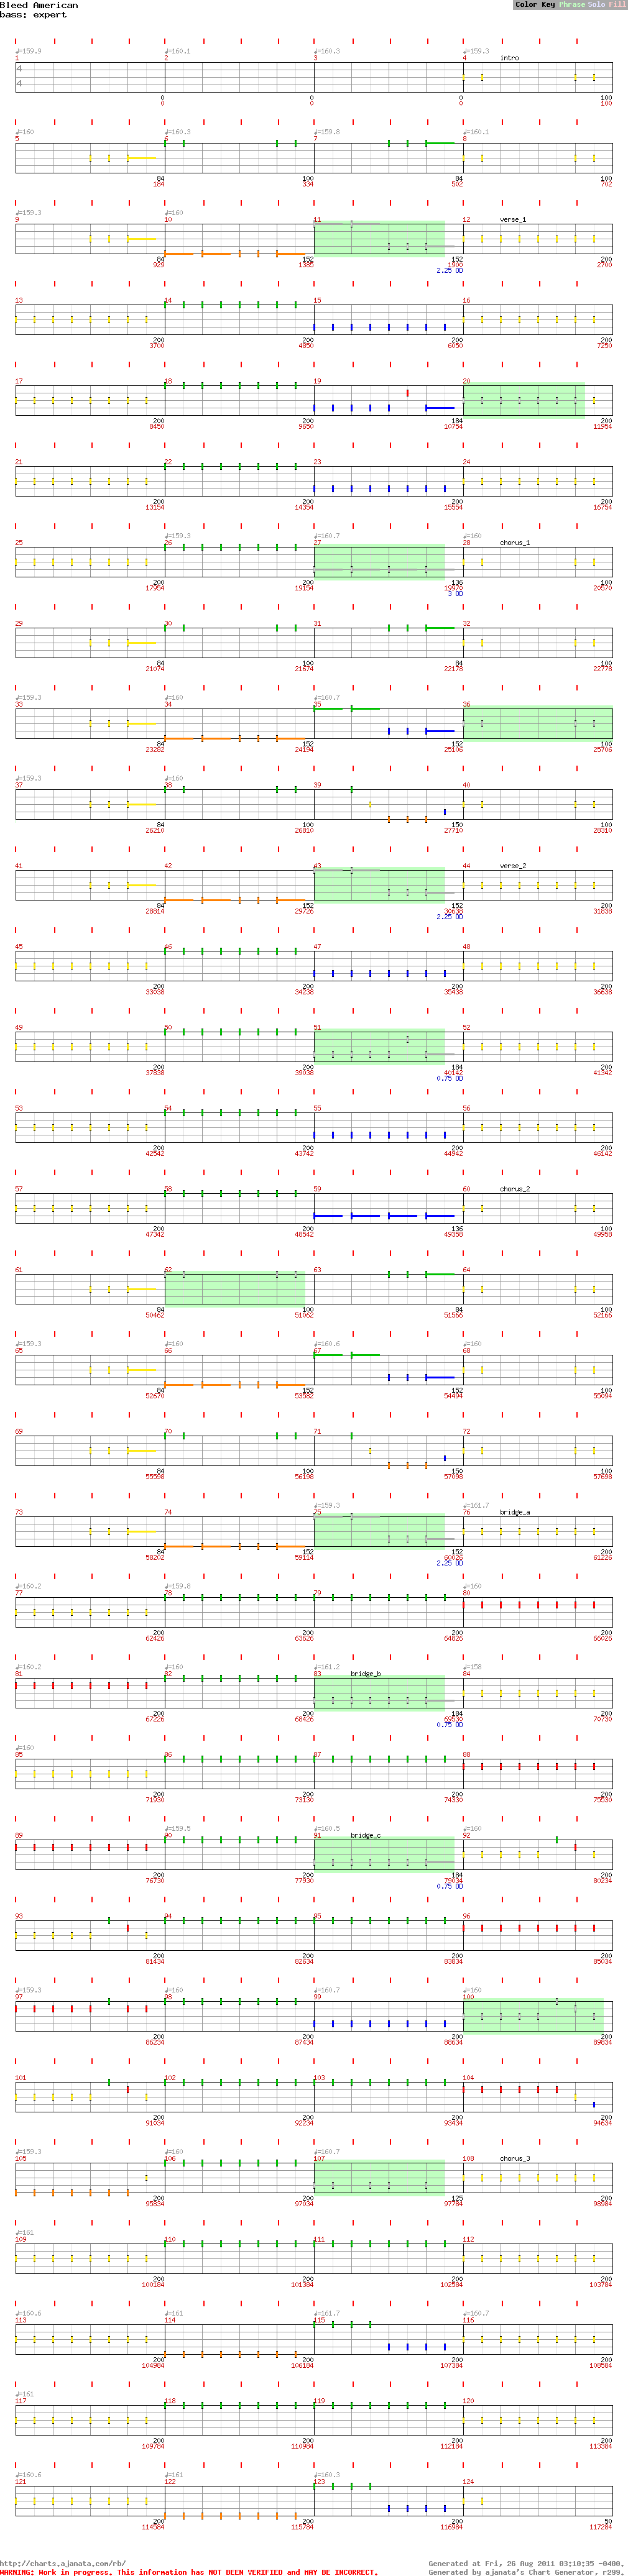 Bleed American
bass: expert
Color Key Phrase Solo Fill
♩=159.9 ♩=160.1 ♩=160.3 ♩=159.3
1 2 3 4 intro
0 0 0 100
0 0 0 100
♩=160 ♩=160.3 ♩=159.8 ♩=160.1
5 6 7 8
84 100 84 100
184 334 502 702
♩=159.3 ♩=160
9 10 11 12 verse_1
84 152 152 200
929 1385 1900 2700
2.25 OD
13 14 15 16
200 200 200 200
3700 4850 6050 7250
17 18 19 20
200 200 184
8450 9650 10754 11954
21 22 23 24
200 200 200 200
13154 14354 15554 16754
♩=159.3 ♩=160.7 ♩=160
25 26 27 28 chorus_1
200 200 136 100
17954 19154 19970 20570
3 OD
29 30 31 32
84 100 84 100
21074 21674 22178 22778
♩=159.3 ♩=160 ♩=160.7
33 34 35 36
84 152 152 100
23282 24194 25106 25706
♩=159.3 ♩=160
37 38 39 40
84 100 150 100
26210 26810 27710 28310
41 42 43 44 verse_2
84 152 152 200
28814 29726 30638 31838
2.25 OD
45 46 47 48
200 200 200 200
33038 34238 35438 36638
49 50 51 52
200 200 184 200
37838 39038 40142 41342
0.75 OD
53 54 55 56
200 200 200 200
42542 43742 44942 46142
57 58 59 60 chorus_2
200 200 136 100
47342 48542 49358 49958
61 62 63 64
84 100 84 100
50462 51062 51566 52166
♩=159.3 ♩=160 ♩=160.6 ♩=160
65 66 67 68
84 152 152 100
52670 53582 54494 55094
69 70 71 72
84 100 150 100
55598 56198 57098 57698
♩=159.3 ♩=161.7
73 74 75 76 bridge_a
84 152 152 200
58202 59114 60026 61226
2.25 OD
♩=160.2 ♩=159.8 ♩=160
77 78 79 80
200 200 200 200
62426 63626 64826 66026
♩=160.2 ♩=160 ♩=161.2 ♩=158
81 82 83 bridge_b 84
200 200 184 200
67226 68426 69530 70730
0.75 OD
♩=160
85 86 87 88
200 200 200 200
71930 73130 74330 75530
♩=159.5 ♩=160.5 ♩=160
89 90 91 bridge_c 92
200 200 184 200
76730 77930 79034 80234
0.75 OD
93 94 95 96
200 200 200 200
81434 82634 83834 85034
♩=159.3 ♩=160 ♩=160.7 ♩=160
97 98 99 100
200 200 200 200
86234 87434 88634 89834
101 102 103 104
200 200 200 200
91034 92234 93434 94634
♩=159.3 ♩=160 ♩=160.7
105 106 107 108 chorus_3
200 200 125 200
95834 97034 97784 98984
♩=161
109 110 111 112
200 200 200 200
100184 101384 102584 103784
♩=160.6 ♩=161 ♩=161.7 ♩=160.7
113 114 115 116
200 200 200 200
104984 106184 107384 108584
♩=161
117 118 119 120
200 200 200 200
109784 110984 112184 113384
♩=160.6 ♩=161 ♩=160.3
121 122 123 124
200 200 200 50
114584 115784 116984 117284
http://charts.ajanata.com/rb/
Generated at Fri, 26 Aug 2011 03:10:35 -0400.
WARNING: Work in progress. This information has NOT BEEN VERIFIED and MAY BE INCORRECT.
Generated by ajanata's Chart Generator, r299.